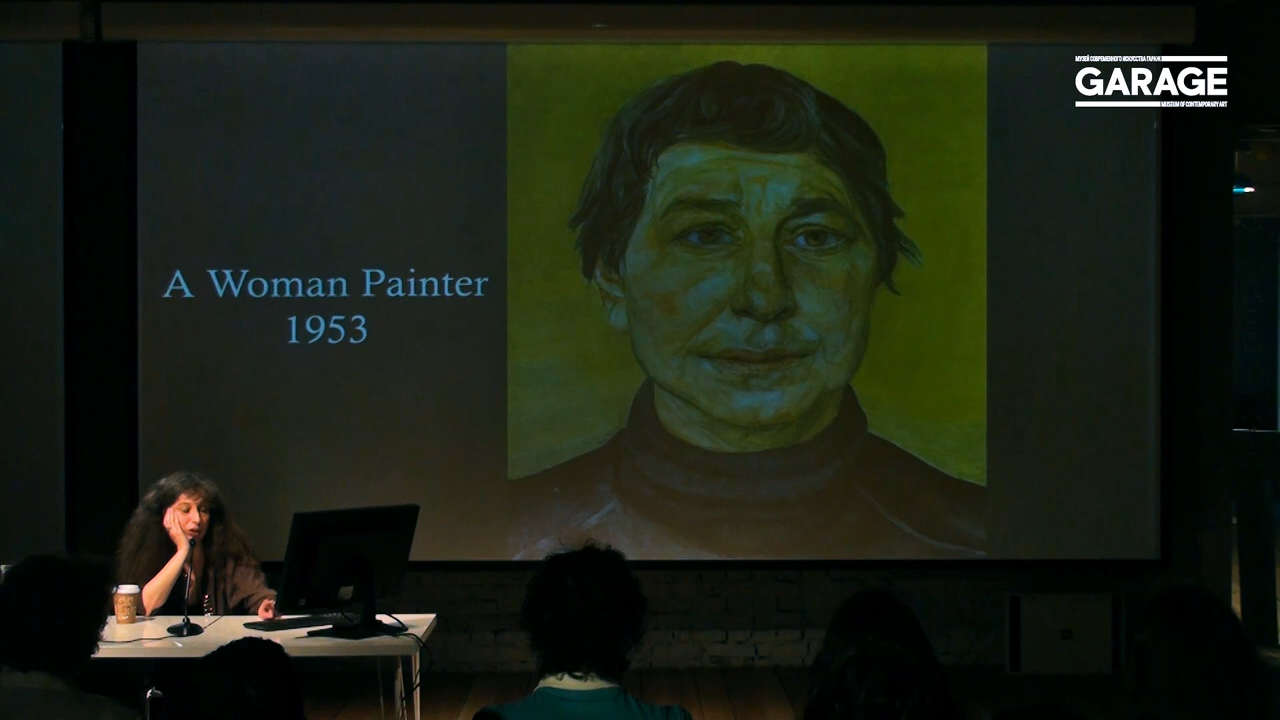 МУЗЕЙ СОВРЕМЕННОГО ИСКУССТВА ГАРАЖ
GARAGE
MUSEUM OF CONTEMPORARY ART
A Woman Painter
1953